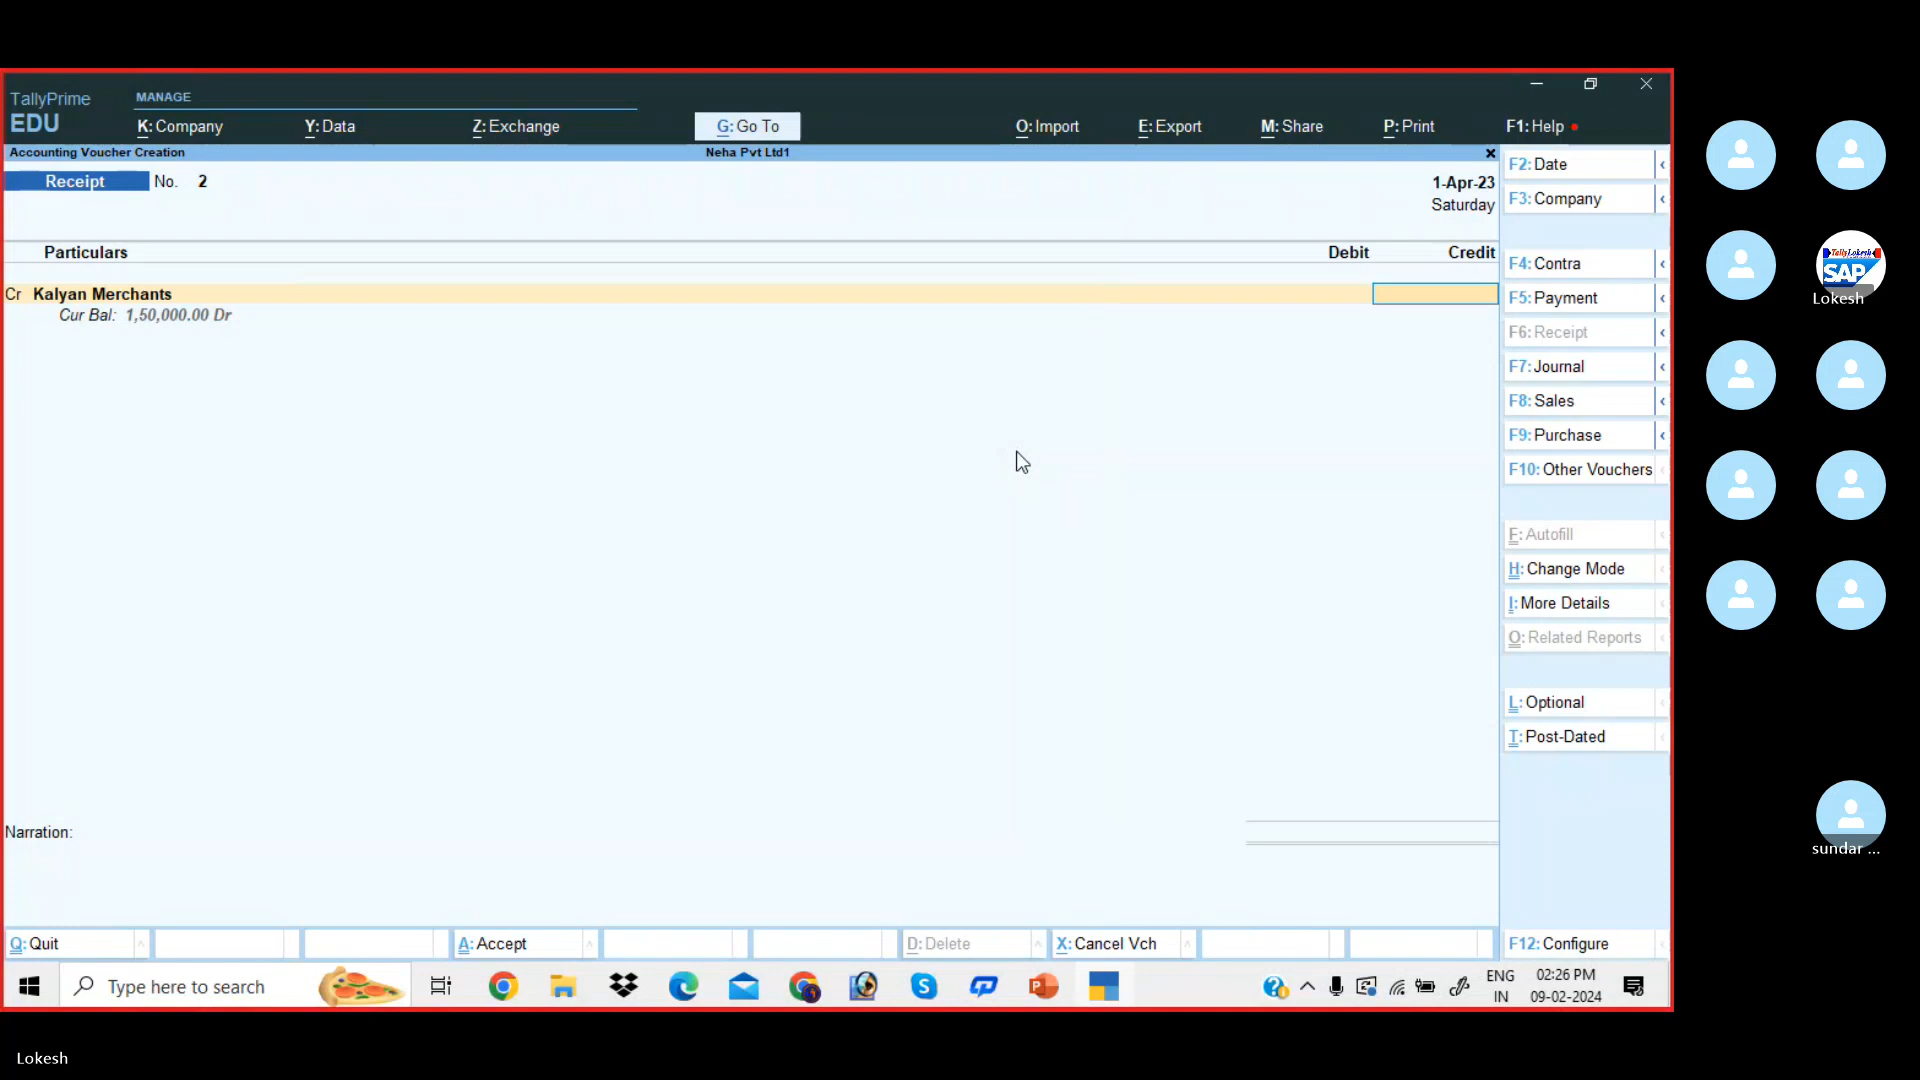 TallyPrime
EDU
MANAGE
K: Company
Y: Data
Z: Exchange
G: Go To
O: Import
E: Export
M: Share
P: Print
F1: Help
Accounting Voucher Creation
Neha Pvt Ltd1
Receipt No. 2
1-Apr-23
Saturday
Particulars Debit Credit
Cr Kalyan Merchants
Cur Bal: 1,50,000.00 Dr
Narration:
F2: Date
F3: Company
F4: Contra
F5: Payment
F6: Receipt
F7: Journal
F8: Sales
F9: Purchase
F10: Other Vouchers
F: Autofill
H: Change Mode
I: More Details
O: Related Reports
L: Optional
T: Post-Dated
F12: Configure
Q: Quit
A: Accept
D: Delete
X: Cancel Vch
Type here to search
ENG
IN
02:26 PM
09-02-2024
TallyLokesh
SAP
Lokesh
sundar ...
Lokesh